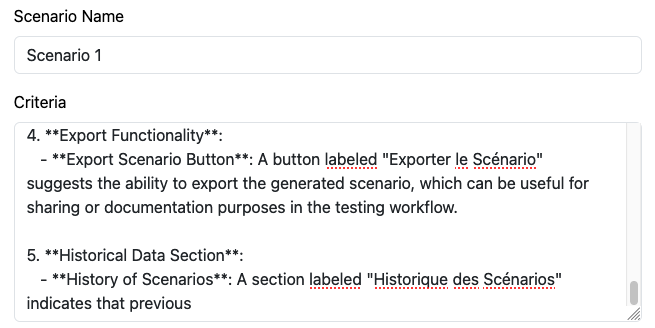 Scenario Name
Scenario 1
Criteria
4. **Export Functionality**:
- **Export Scenario Button**: A button labeled "Exporter le Scénario"
suggests the ability to export the generated scenario, which can be useful for
sharing or documentation purposes in the testing workflow.
5. **Historical Data Section**:
- **History of Scenarios**: A section labeled "Historique des Scénarios"
indicates that previous